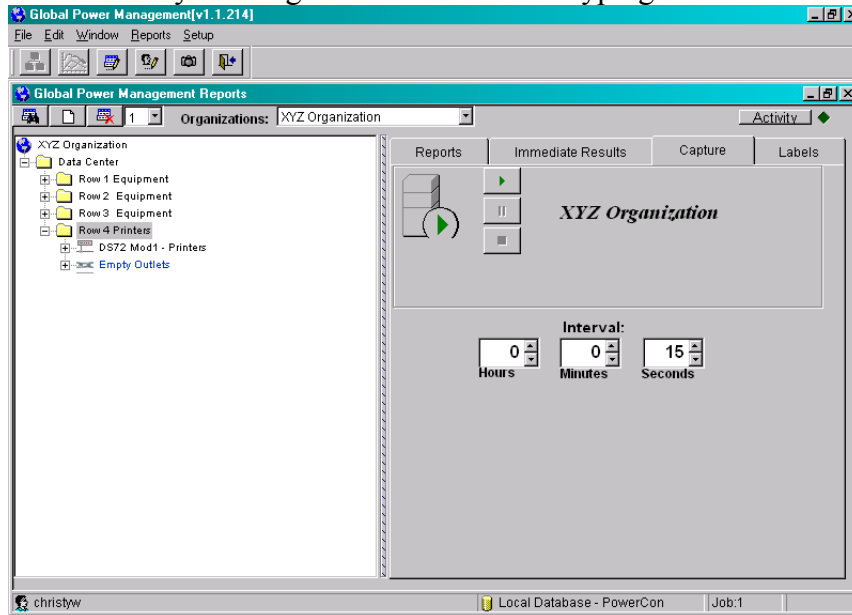 Global Power Management[v1.1.214]
File Edit Window Reports Setup
Global Power Management Reports
1 Organizations: XYZ Organization Activity
XYZ Organization
Data Center
Row 1 Equipment
Row 2 Equipment
Row 3 Equipment
Row 4 Printers
DS72 Mod1 - Printers
Empty Outlets
Reports Immediate Results Capture Labels
XYZ Organization
Interval:
0 0 15
Hours Minutes Seconds
christyw Local Database - PowerCon Job:1